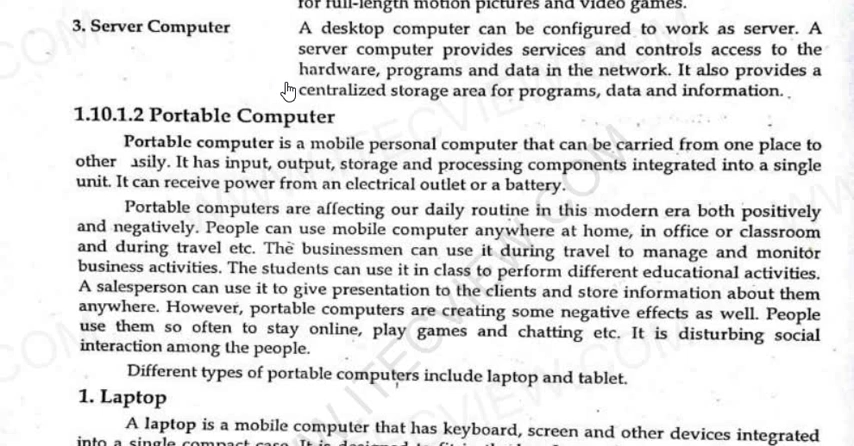 for full-length motion pictures and video games.
3. Server Computer
A desktop computer can be configured to work as server. A
server computer provides services and controls access to the
hardware, programs and data in the network. It also provides a
centralized storage area for programs, data and information.
1.10.1.2 Portable Computer
Portable computer is a mobile personal computer that can be carried from one place to
other asily. It has input, output, storage and processing components integrated into a single
unit. It can receive power from an electrical outlet or a battery.
Portable computers are affecting our daily routine in this modern era both positively
and negatively. People can use mobile computer anywhere at home, in office or classroom
and during travel etc. The businessmen can use it during travel to manage and monitor
business activities. The students can use it in class to perform different educational activities.
A salesperson can use it to give presentation to the clients and store information about them
anywhere. However, portable computers are creating some negative effects as well. People
use them so often to stay online, play games and chatting etc. It is disturbing social
interaction among the people.
Different types of portable computers include laptop and tablet.
1. Laptop
A laptop is a mobile computer that has keyboard, screen and other devices integrated
into a single compact case. It is designed to fit in
WWW.ITECVIEW.COM